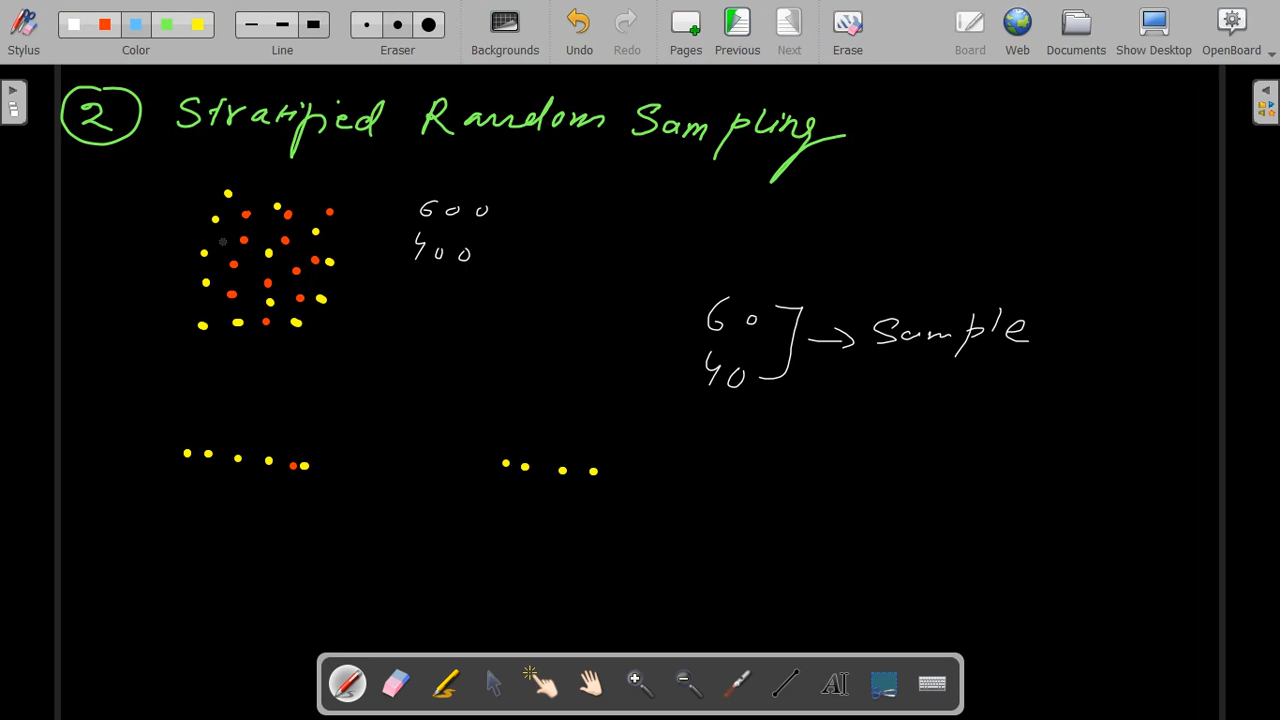 Stylus
Color
Line
Eraser
Backgrounds
Undo
Redo
Pages
Previous
Next
Erase
Board
Web
Documents
Show Desktop
OpenBoard
2 Stratified Random Sampling
600
400
60
40
→ Sample
AI